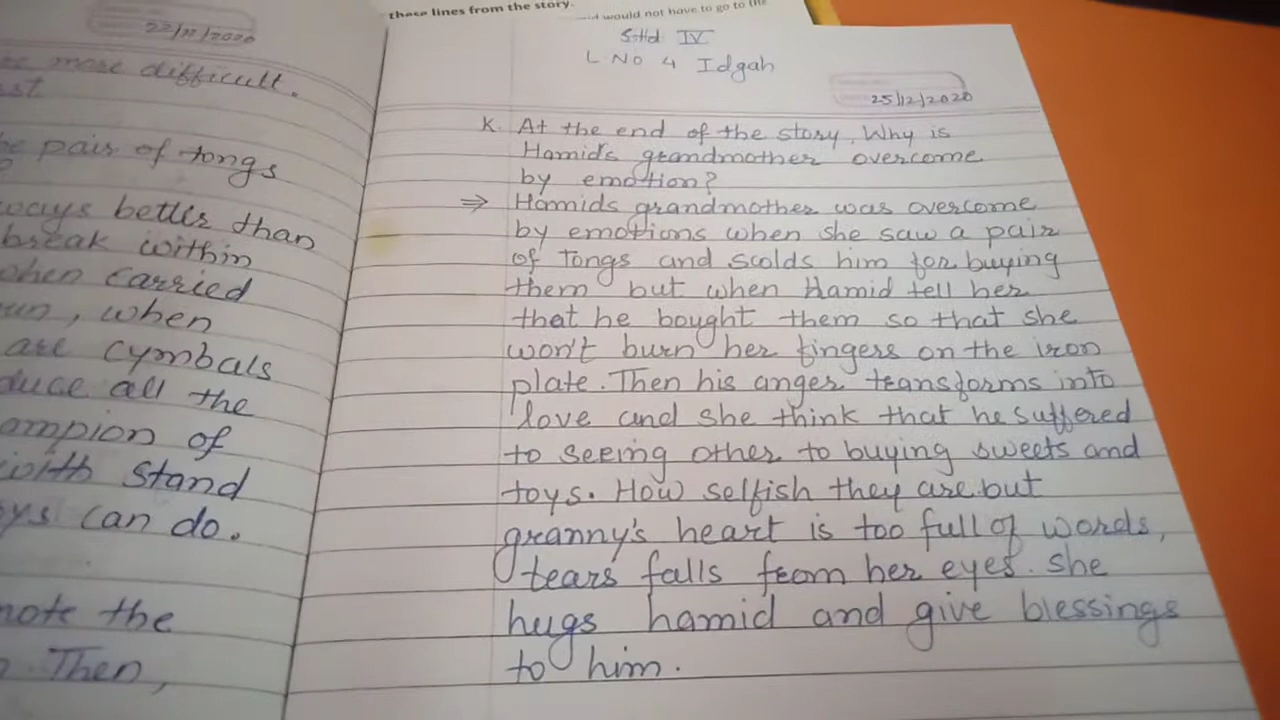 these lines from the story.
would not have to go to the
22/12/2020
more difficult.
pair of tongs
better than
break within
when carried
, when
are cymbals
all the
of
with stand
can do.
note the
Then,
Std IV
L No 4 Idgah
25/12/2020
K. At the end of the story. Why is
Hamid's grandmother overcome
by emotion?
⇒ Hamids grandmother was overcome
by emotions when she saw a pair
of tongs and scolds him for buying
them but when Hamid tell her
that he bought them so that she
won't burn her fingers on the iron
plate. Then his anger transforms into
love and she think that he suffered
to seeing other to buying sweets and
toys. How selfish they are but
granny's heart is too full of words,
tears falls from her eyes. she
hugs hamid and give blessings
to him.